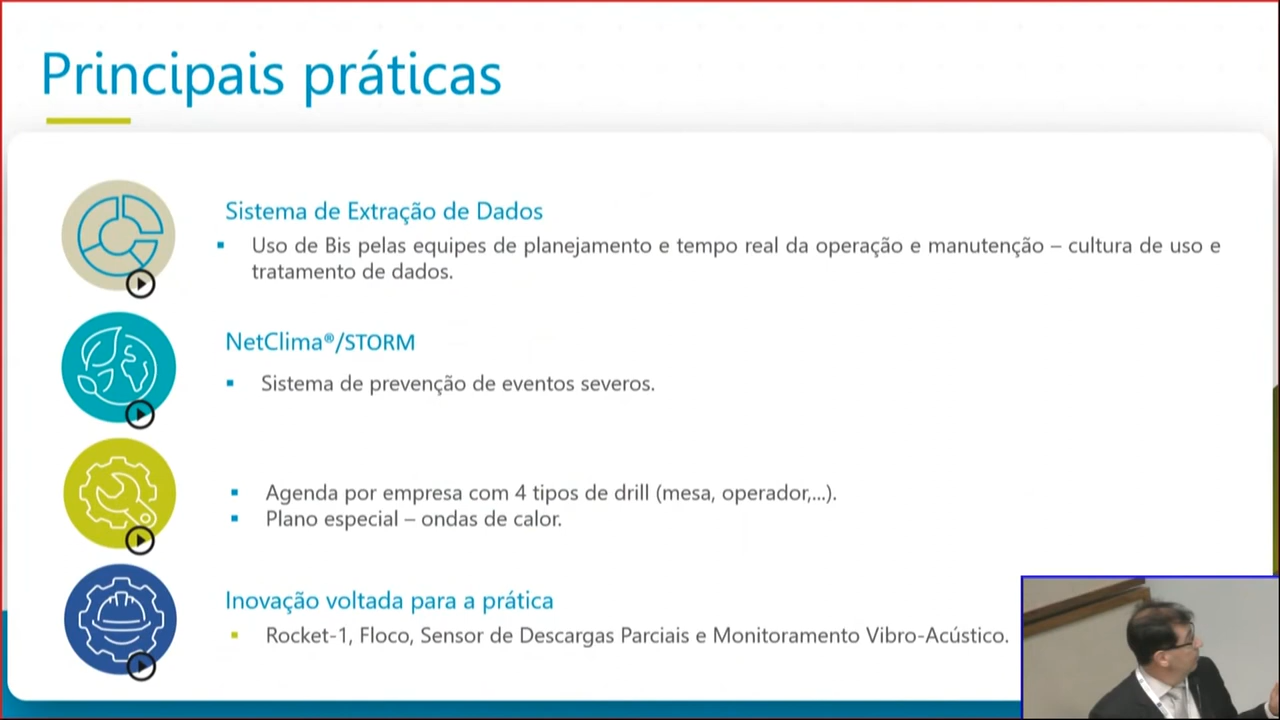 Principais práticas
Sistema de Extração de Dados
▪ Uso de Bis pelas equipes de planejamento e tempo real da operação e manutenção – cultura de uso e
tratamento de dados.
NetClima®/STORM
▪ Sistema de prevenção de eventos severos.
▪ Agenda por empresa com 4 tipos de drill (mesa, operador,...).
▪ Plano especial – ondas de calor.
Inovação voltada para a prática
▪ Rocket-1, Floco, Sensor de Descargas Parciais e Monitoramento Vibro-Acústico.